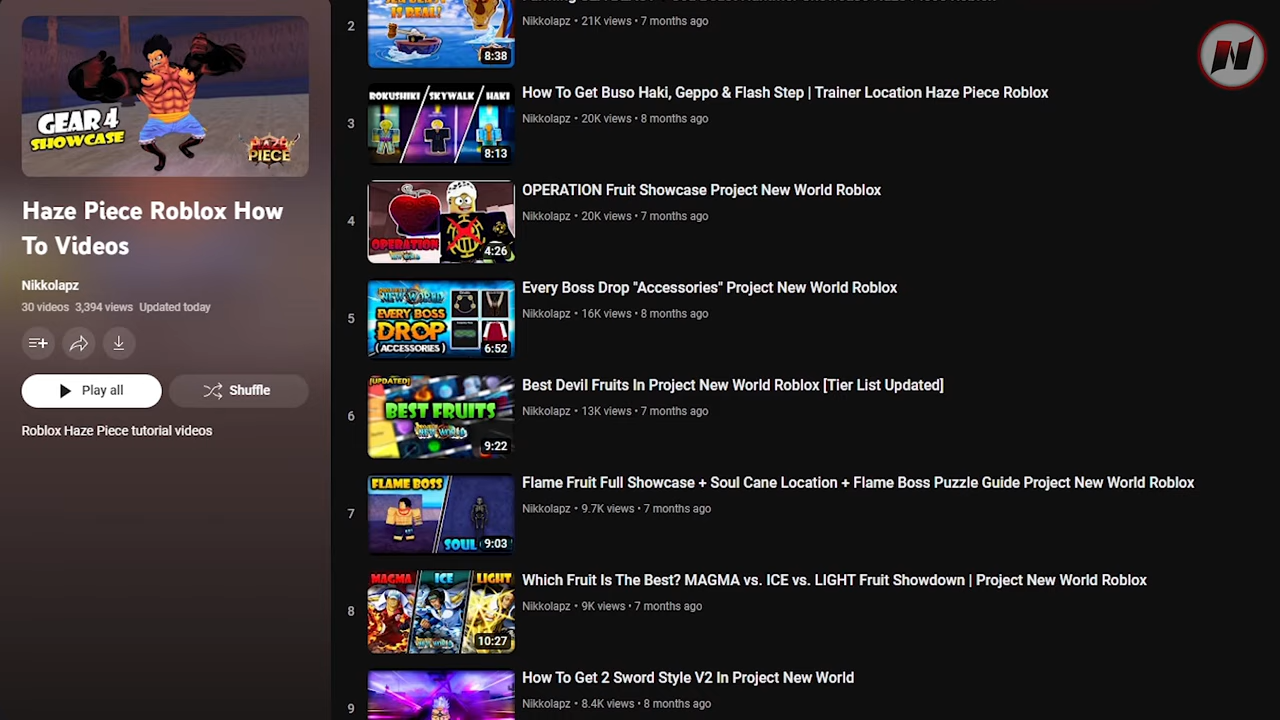 GEAR 4
SHOWCASE
HAZE
PIECE
Haze Piece Roblox How
To Videos
Nikkolapz
30 videos 3,394 views Updated today
Play all
Shuffle
Roblox Haze Piece tutorial videos
2
IS REAL!
8:38
Nikkolapz • 21K views • 7 months ago
3
ROKUSHIKI SKYWALK HAKI
8:13
How To Get Buso Haki, Geppo & Flash Step | Trainer Location Haze Piece Roblox
Nikkolapz • 20K views • 8 months ago
4
OPERATION
4:26
OPERATION Fruit Showcase Project New World Roblox
Nikkolapz • 20K views • 7 months ago
5
NEW WORLD
EVERY BOSS
DROP
(ACCESSORIES)
6:52
Every Boss Drop "Accessories" Project New World Roblox
Nikkolapz • 16K views • 8 months ago
6
[UPDATED]
BEST FRUITS
NEW WORLD
9:22
Best Devil Fruits In Project New World Roblox [Tier List Updated]
Nikkolapz • 13K views • 7 months ago
7
FLAME BOSS
SOUL
9:03
Flame Fruit Full Showcase + Soul Cane Location + Flame Boss Puzzle Guide Project New World Roblox
Nikkolapz • 9.7K views • 7 months ago
8
MAGMA ICE LIGHT
10:27
Which Fruit Is The Best? MAGMA vs. ICE vs. LIGHT Fruit Showdown | Project New World Roblox
Nikkolapz • 9K views • 7 months ago
9
How To Get 2 Sword Style V2 In Project New World
Nikkolapz • 8.4K views • 8 months ago
N